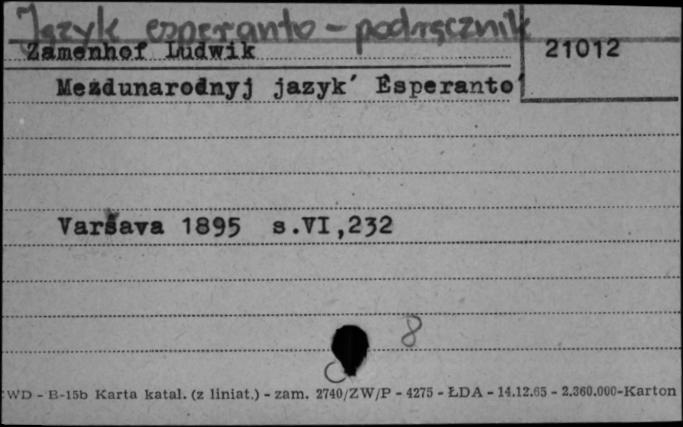 Język esperanto - podręcznik
Zamenhof Ludwik
21012
Mezdunarodnyj jazyk' Esperanto'
Varšava 1895 s.VI,232
8
WD - B-15b Karta katal. (z liniat.) - zam. 2740/ZW/P - 4275 - ŁDA - 14.12.65 - 2.360.000-Karton